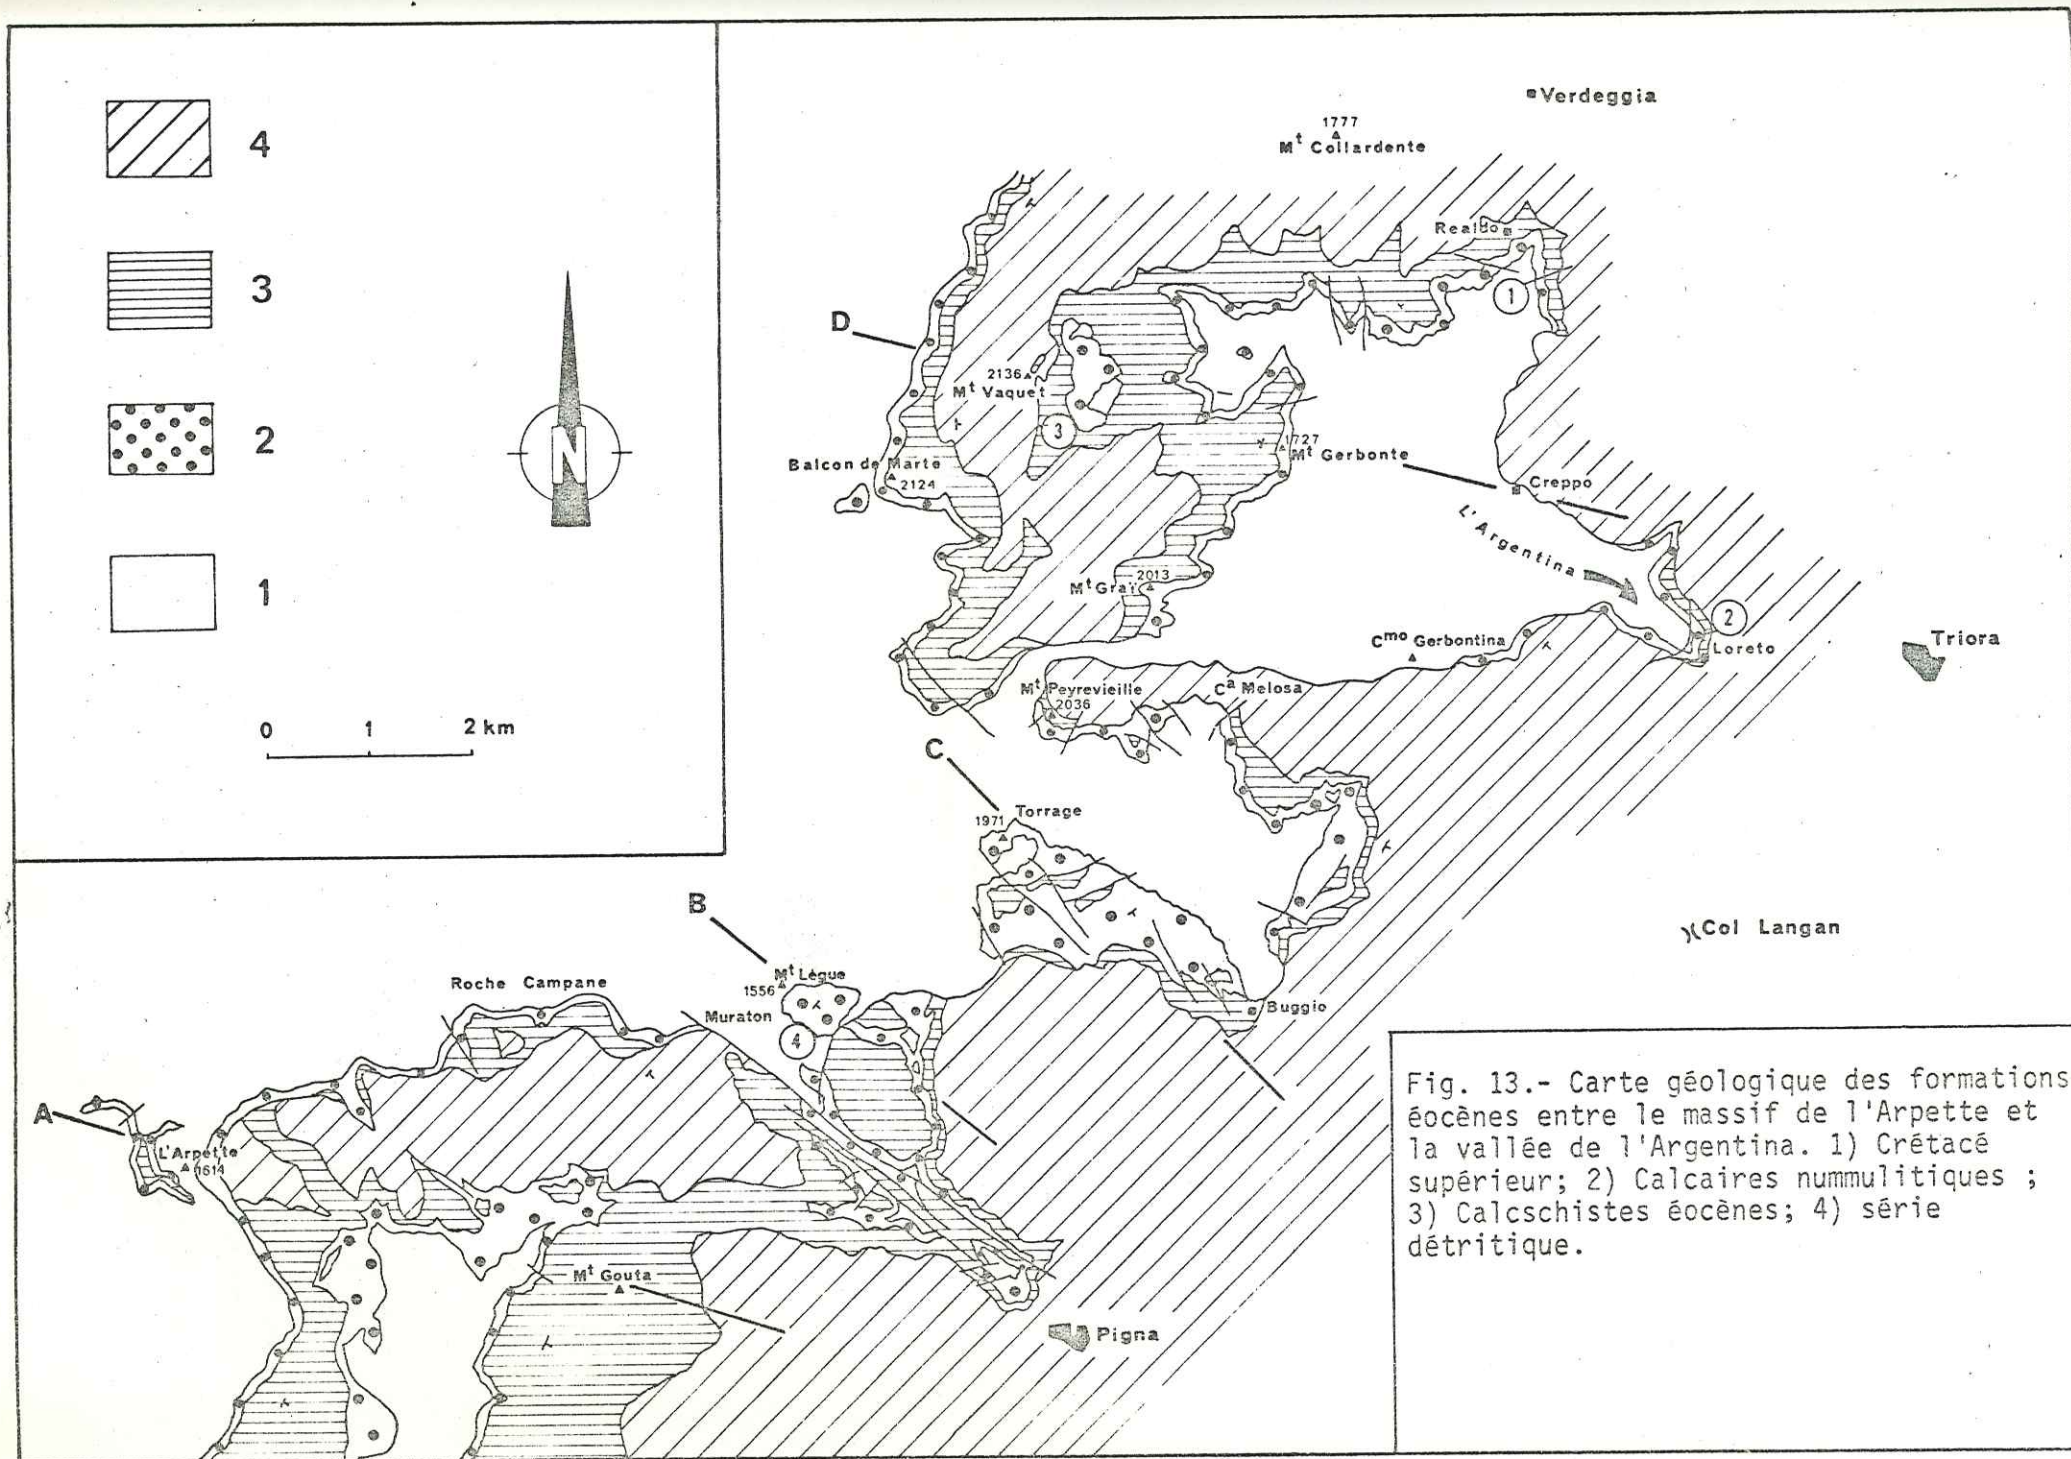 4
3
2
1
N
0 1 2 km
Verdeggia
1777
Mt Collardente
Realdo
1
D
2136
Mt Vaquet
3
1727
Mt Gerbonte
Balcon de Marte
2124
Creppo
L'Argentina
2013
Mt Graï
2
Cmo Gerbontina
Loreto
Triora
Mt Peyrevieille
2036
Ca Melosa
C
Torrage
1971
B
Col Langan
Mt Lègue
1556
Roche Campane
Muraton
4
Buggio
A
L'Arpette
1614
Mt Gouta
Pigna
Fig. 13.- Carte géologique des formations
éocènes entre le massif de l'Arpette et
la vallée de l'Argentina. 1) Crétacé
supérieur; 2) Calcaires nummulitiques ;
3) Calcschistes éocènes; 4) série
détritique.